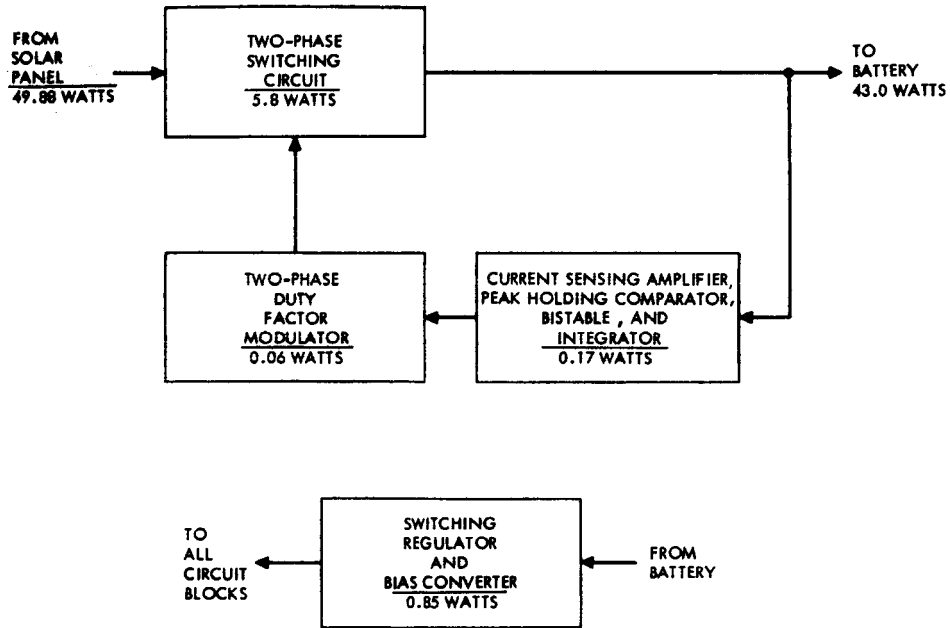 FROM
SOLAR
PANEL
49.88 WATTS
TWO-PHASE
SWITCHING
CIRCUIT
5.8 WATTS
TO
BATTERY
43.0 WATTS
TWO-PHASE
DUTY
FACTOR
MODULATOR
0.06 WATTS
CURRENT SENSING AMPLIFIER,
PEAK HOLDING COMPARATOR,
BISTABLE , AND
INTEGRATOR
0.17 WATTS
TO
ALL
CIRCUIT
BLOCKS
SWITCHING
REGULATOR
AND
BIAS CONVERTER
0.85 WATTS
FROM
BATTERY